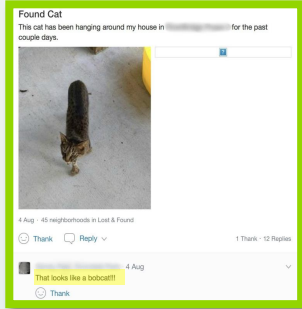 Found Cat
This cat has been hanging around my house in for the past
couple days.
4 Aug · 45 neighborhoods in Lost & Found
Thank Reply 1 Thank · 12 Replies
4 Aug
That looks like a bobcat!!!
Thank